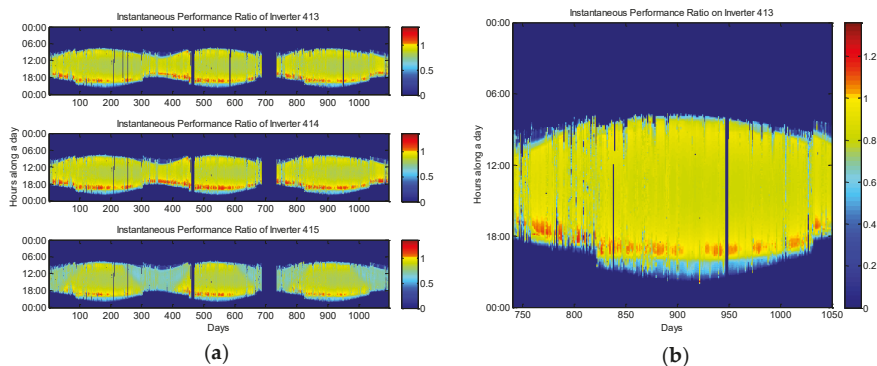 Instantaneous Performance Ratio of Inverter 413
00:00
06:00
12:00
18:00
00:00
100 200 300 400 500 600 700 800 900 1000
1
0.5
0
Instantaneous Performance Ratio of Inverter 414
00:00
06:00
12:00
18:00
00:00
100 200 300 400 500 600 700 800 900 1000
1
0.5
0
Hours along a day
Instantaneous Performance Ratio of Inverter 415
00:00
06:00
12:00
18:00
00:00
100 200 300 400 500 600 700 800 900 1000
1
0.5
0
Days
(a)
Instantaneous Performance Ratio on Inverter 413
00:00
06:00
12:00
18:00
00:00
Hours along a day
750 800 850 900 950 1000 1050
Days
1.2
1
0.8
0.6
0.4
0.2
0
(b)